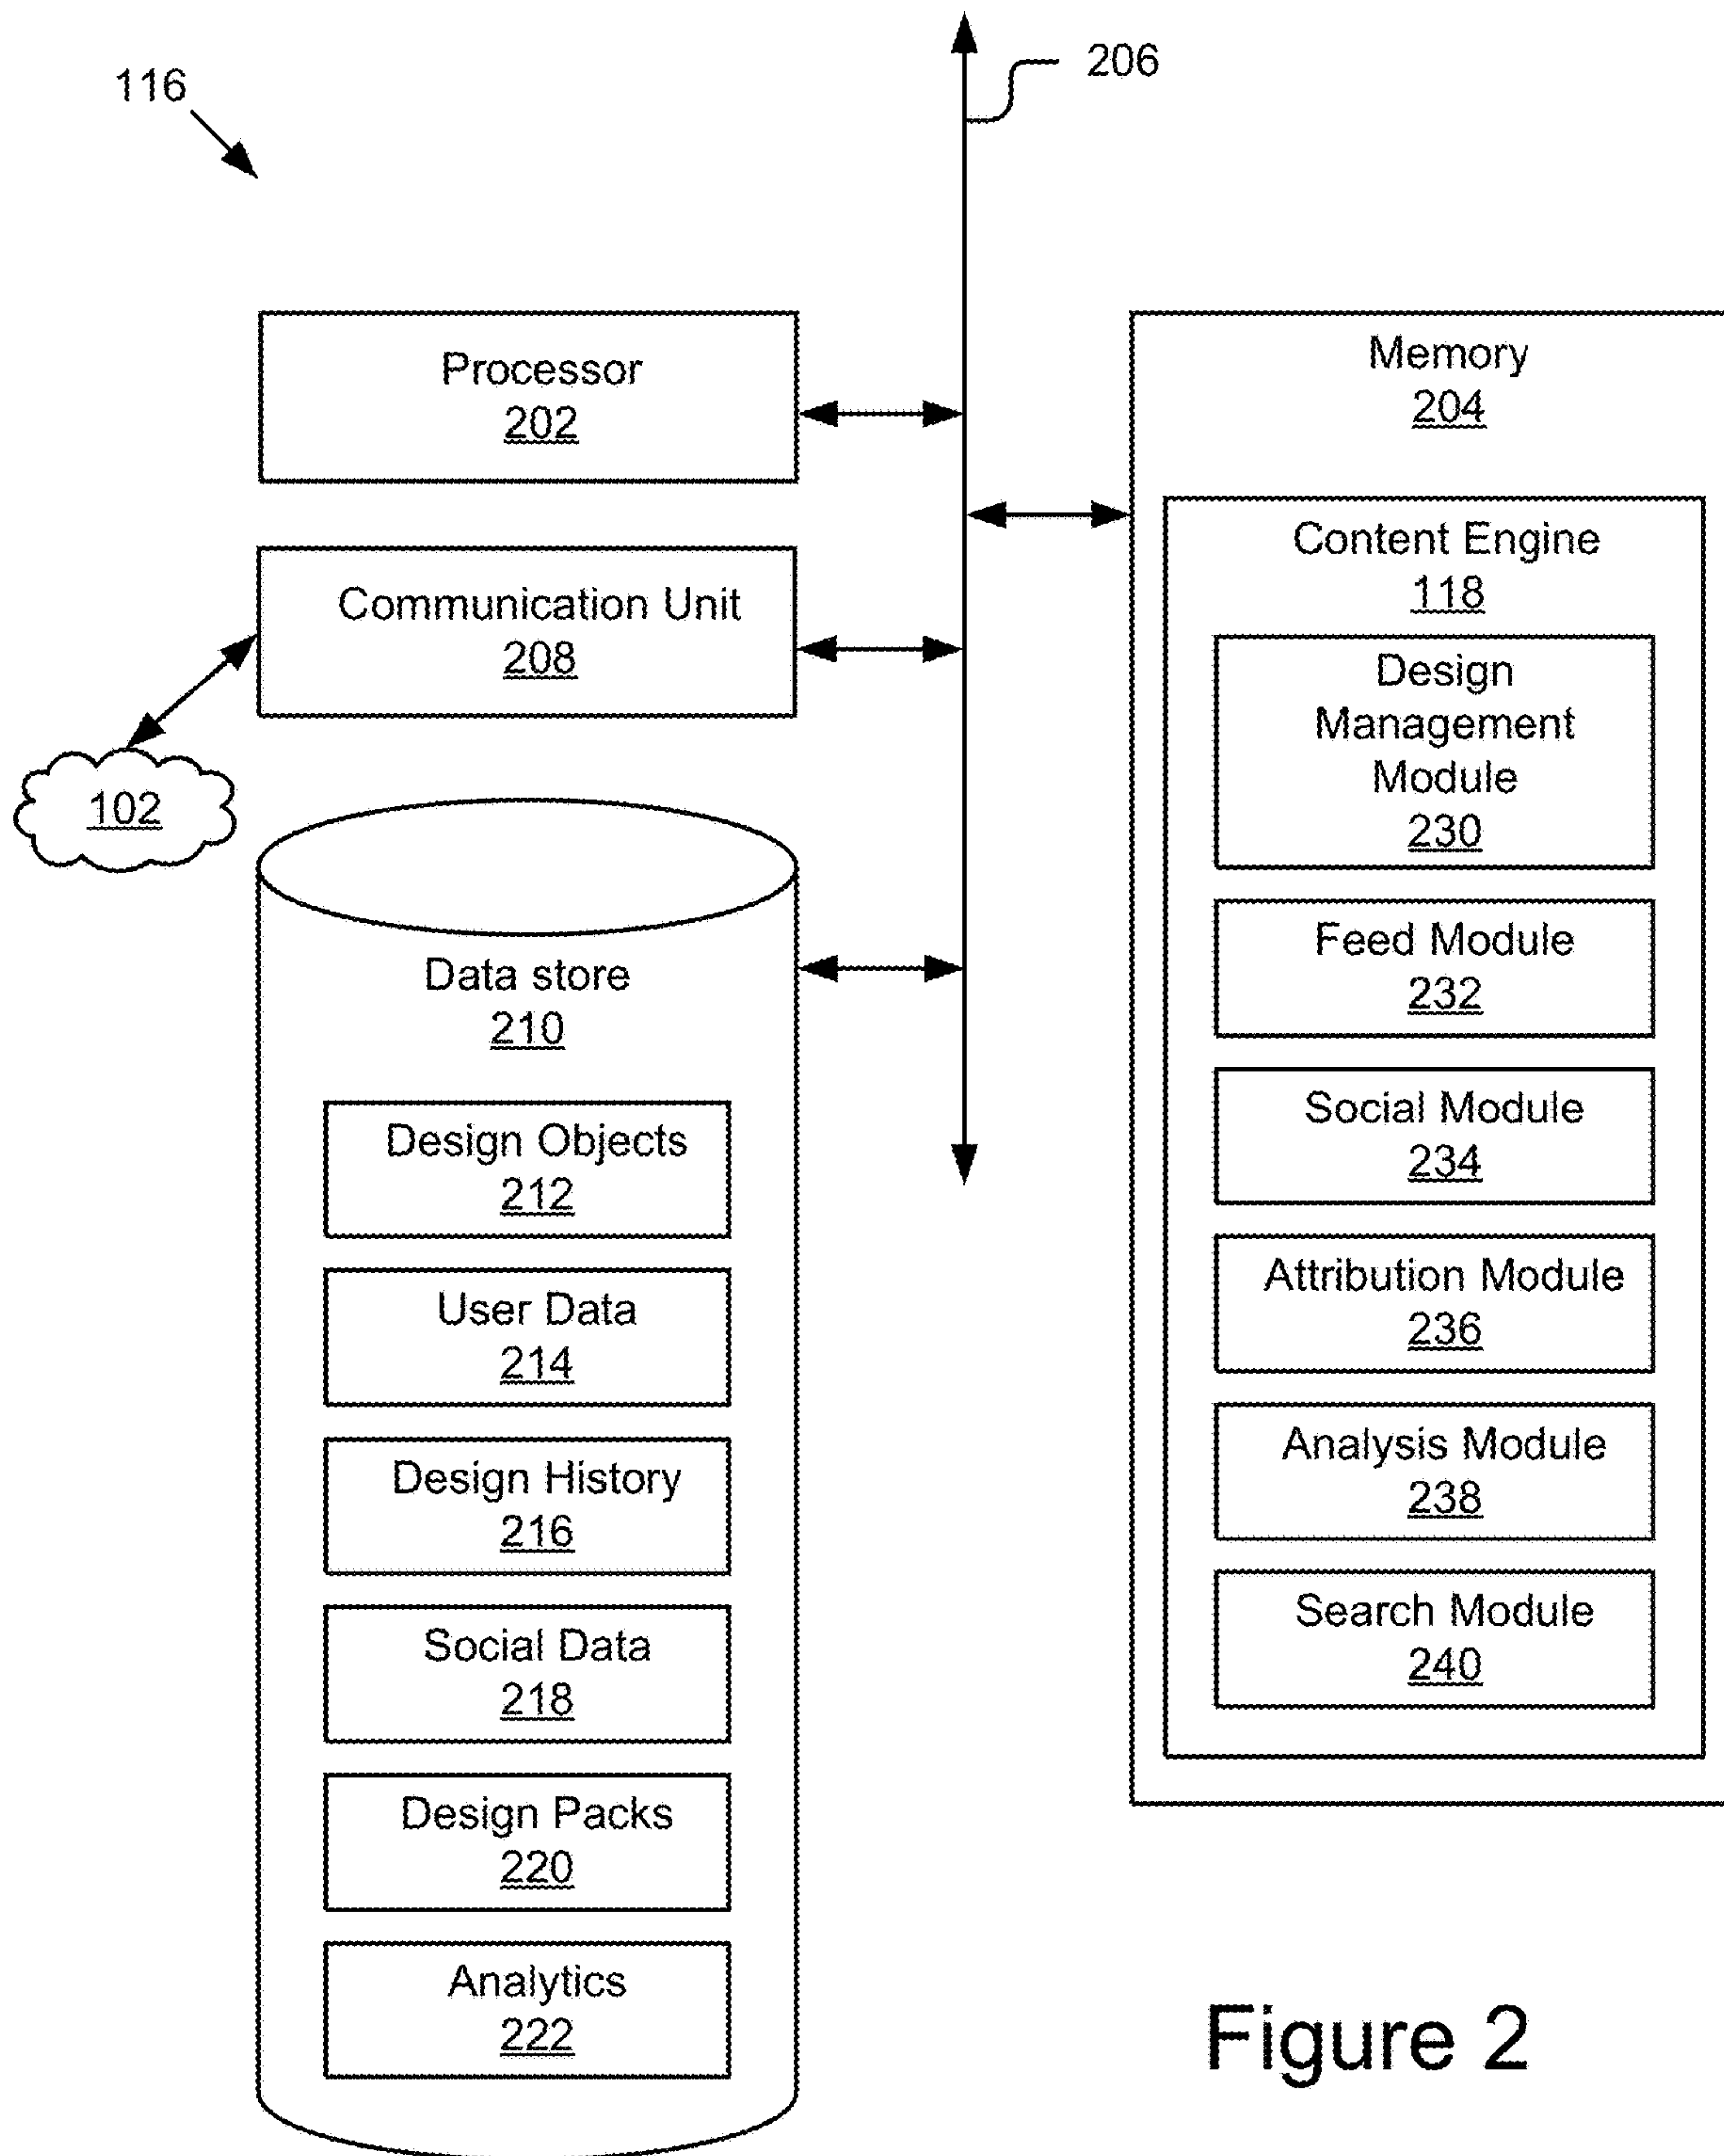 116
206
Processor
202
Communication Unit
208
102
Data store
210
Design Objects
212
User Data
214
Design History
216
Social Data
218
Design Packs
220
Analytics
222
Memory
204
Content Engine
118
Design
Management
Module
230
Feed Module
232
Social Module
234
Attribution Module
236
Analysis Module
238
Search Module
240
Figure 2